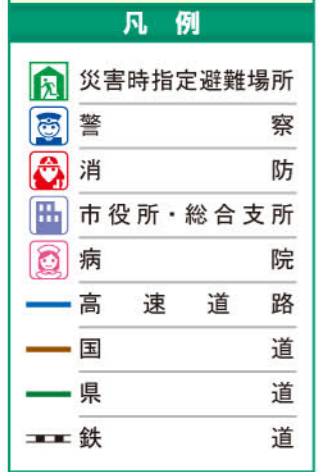 凡例
災害時指定避難場所
警察
消防
市役所・総合支所
病院
高速道路
国道
県道
鉄道